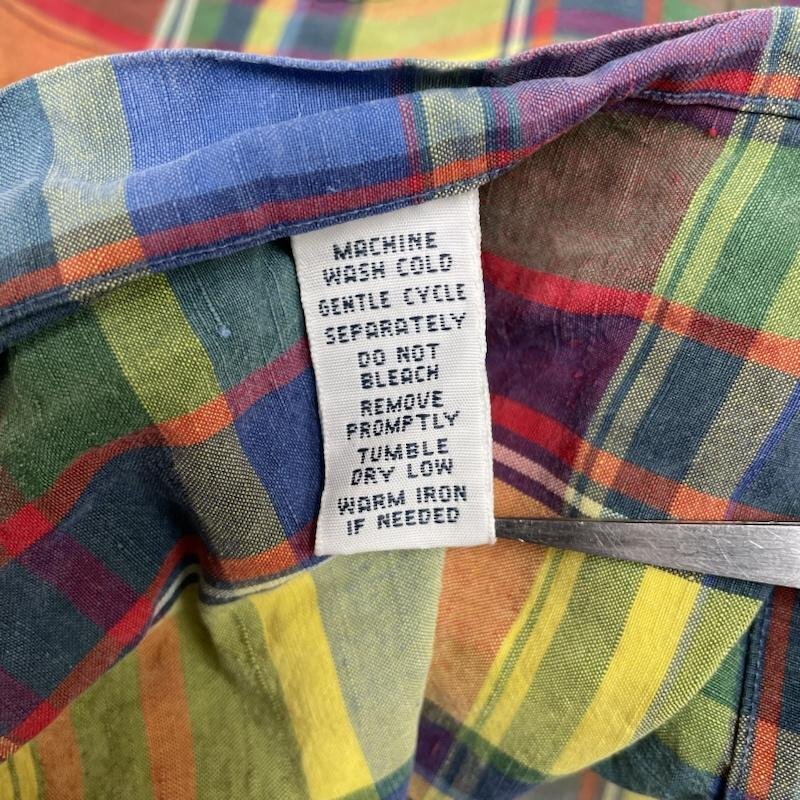 MACHINE
WASH COLD
GENTLE CYCLE
SEPARATELY
DO NOT
BLEACH
REMOVE
PROMPTLY
TUMBLE
DRY LOW
WARM IRON
IF NEEDED